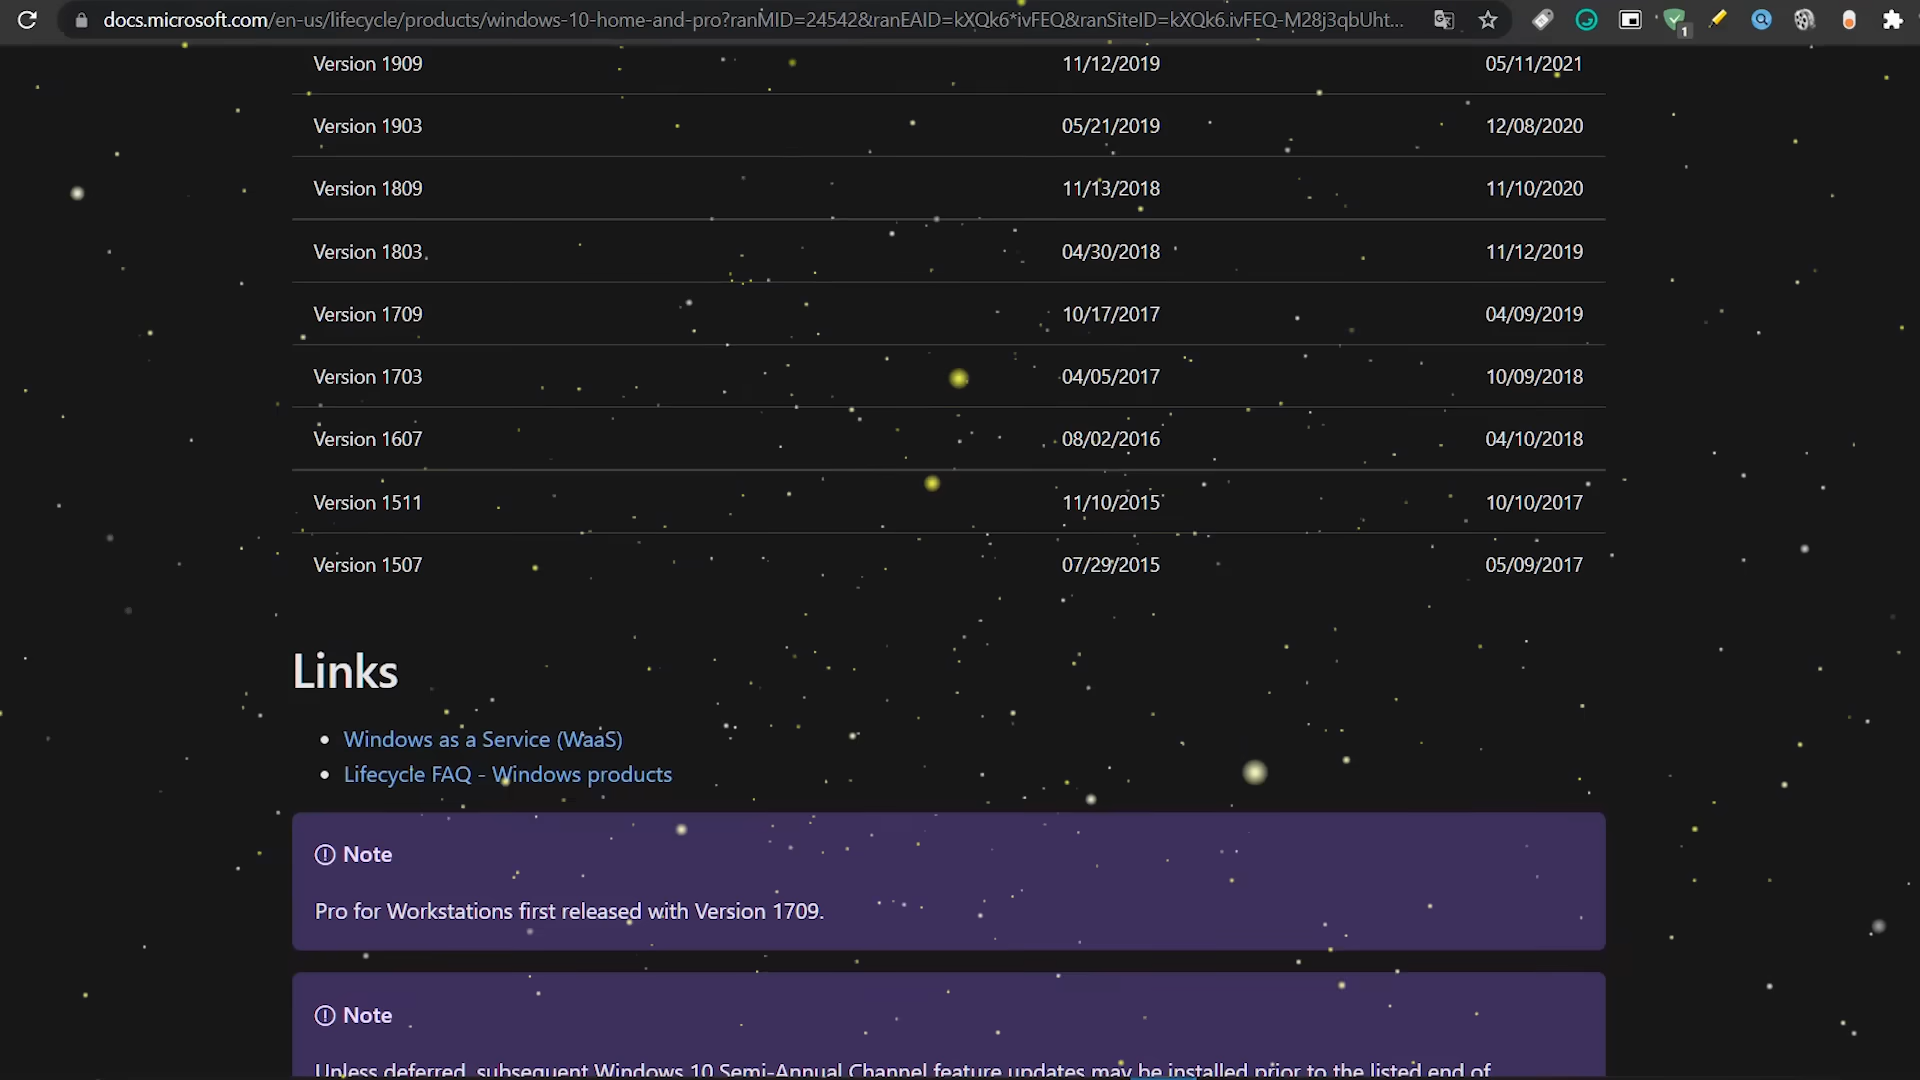 docs.microsoft.com/en-us/lifecycle/products/windows-10-home-and-pro?ranMID=24542&ranEAID=kXQk6*ivFEQ&ranSiteID=kXQk6.ivFEQ-M28j3qbUht...
1
Version 1909 11/12/2019 05/11/2021
Version 1903 05/21/2019 12/08/2020
Version 1809 11/13/2018 11/10/2020
Version 1803 04/30/2018 11/12/2019
Version 1709 10/17/2017 04/09/2019
Version 1703 04/05/2017 10/09/2018
Version 1607 08/02/2016 04/10/2018
Version 1511 11/10/2015 10/10/2017
Version 1507 07/29/2015 05/09/2017
Links
• Windows as a Service (WaaS)
• Lifecycle FAQ - Windows products
Note
Pro for Workstations first released with Version 1709.
Note
Unless deferred, subsequent Windows 10 Semi-Annual Channel feature updates may be installed prior to the listed end of